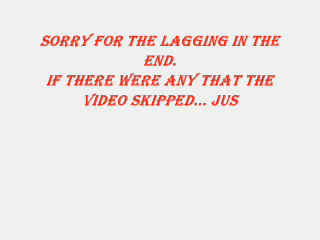 SORRY FOR THE LAGGING IN THE
END.
IF THERE WERE ANY THAT THE
VIDEO SKIPPED... JUS